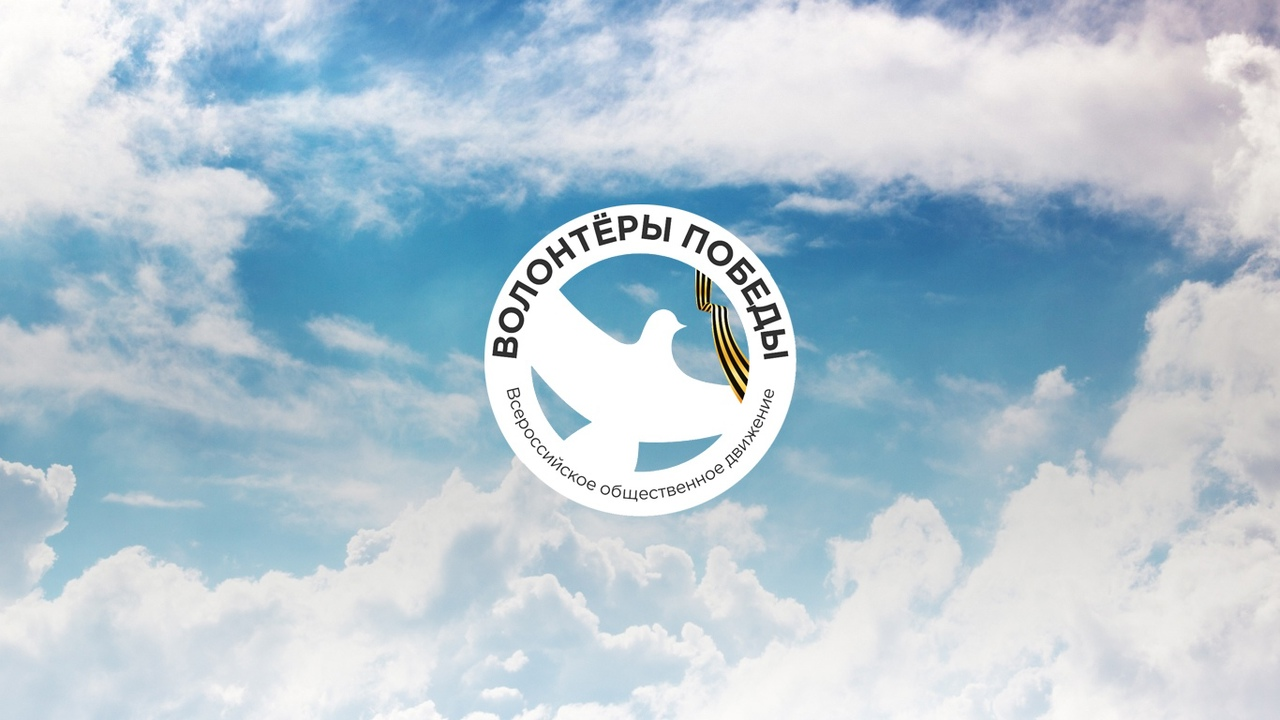 ВОЛОНТЁРЫ ПОБЕДЫ
Всероссийское общественное движение